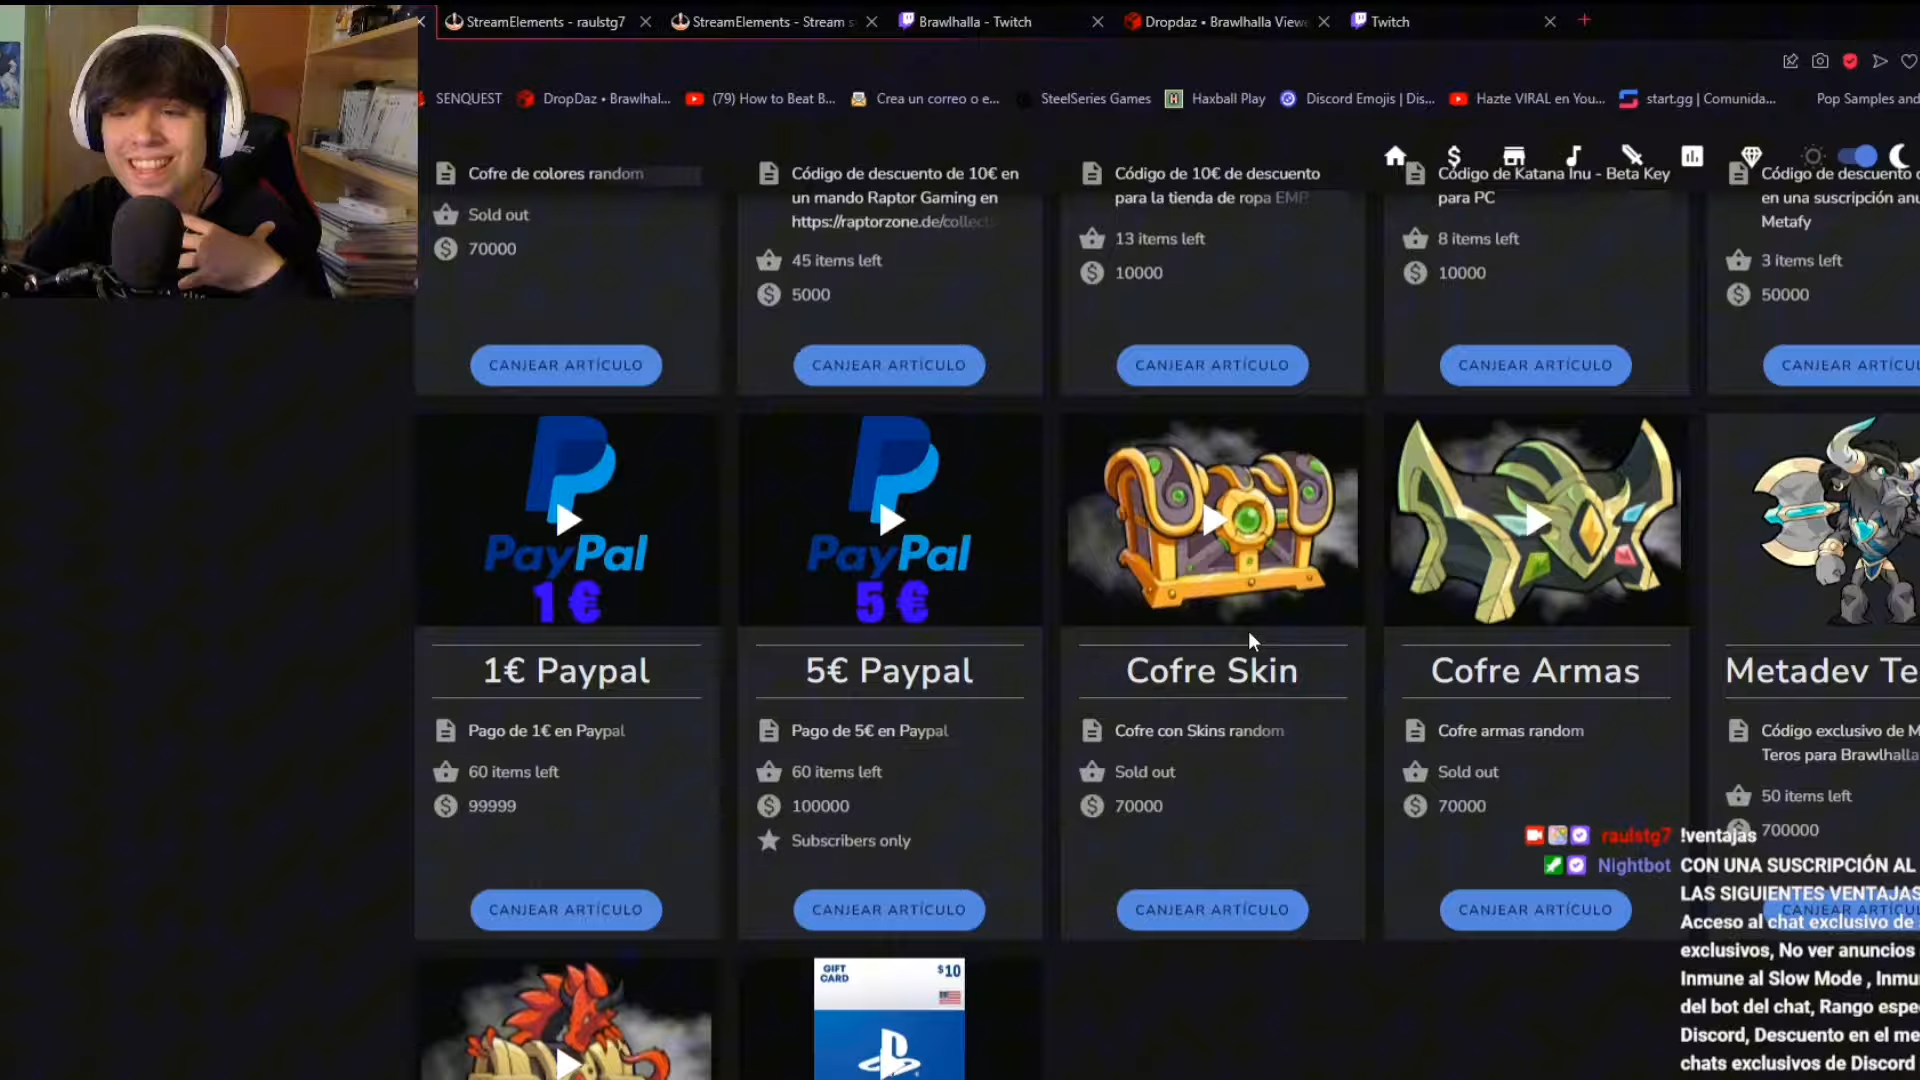 StreamElements - raulstg7
StreamElements - Stream s
Brawlhalla - Twitch
Dropdaz • Brawlhalla Viewe
Twitch
SENQUEST
DropDaz • Brawlhal...
(79) How to Beat B...
Crea un correo o e...
SteelSeries Games
Haxball Play
Discord Emojis | Dis...
Hazte VIRAL en You...
start.gg | Comunida...
Pop Samples and
Cofre de colores random
Sold out
70000
Código de descuento de 10€ en
un mando Raptor Gaming en
https://raptorzone.de/collect
45 items left
5000
Código de 10€ de descuento
para la tienda de ropa EMP
13 items left
10000
Código de Katana Inu - Beta Key
para PC
8 items left
10000
Código de descuento
en una suscripción anu
Metafy
3 items left
50000
CANJEAR ARTÍCULO
CANJEAR ARTÍCULO
CANJEAR ARTÍCULO
CANJEAR ARTÍCULO
CANJEAR ARTÍCUL
PayPal
1 €
PayPal
5 €
1€ Paypal
Pago de 1€ en Paypal
60 items left
99999
5€ Paypal
Pago de 5€ en Paypal
60 items left
100000
Subscribers only
Cofre Skin
Cofre con Skins random
Sold out
70000
Cofre Armas
Cofre armas random
Sold out
70000
Metadev Te
Código exclusivo de M
Teros para Brawlhalla
50 items left
700000
CANJEAR ARTÍCULO
CANJEAR ARTÍCULO
CANJEAR ARTÍCULO
CANJEAR ARTÍCULO
CANJEAR ARTÍCUL
raulstg7 !ventajas
Nightbot CON UNA SUSCRIPCIÓN AL
LAS SIGUIENTES VENTAJAS
Acceso al chat exclusivo de
exclusivos, No ver anuncios
Inmune al Slow Mode , Inmu
del bot del chat, Rango espe
Discord, Descuento en el me
chats exclusivos de Discord
GIFT
CARD
$10